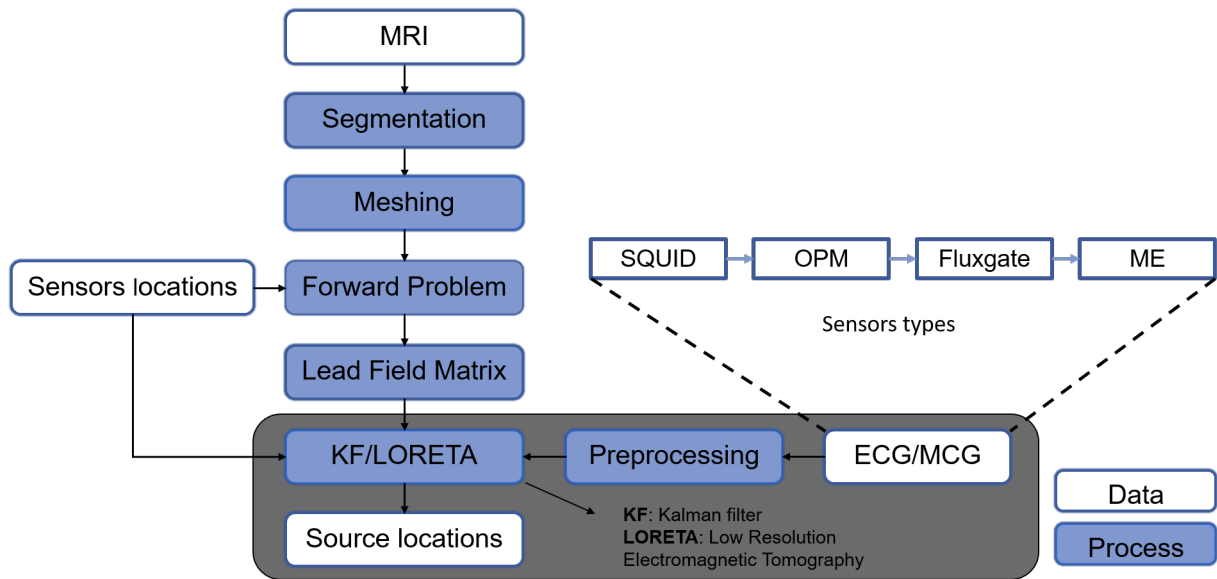 MRI
Segmentation
Meshing
SQUID
OPM
Fluxgate
ME
Sensors locations
Forward Problem
Sensors types
Lead Field Matrix
KF/LORETA
Preprocessing
ECG/MCG
Data
KF: Kalman filter
LORETA: Low Resolution
Electromagnetic Tomography
Source locations
Process